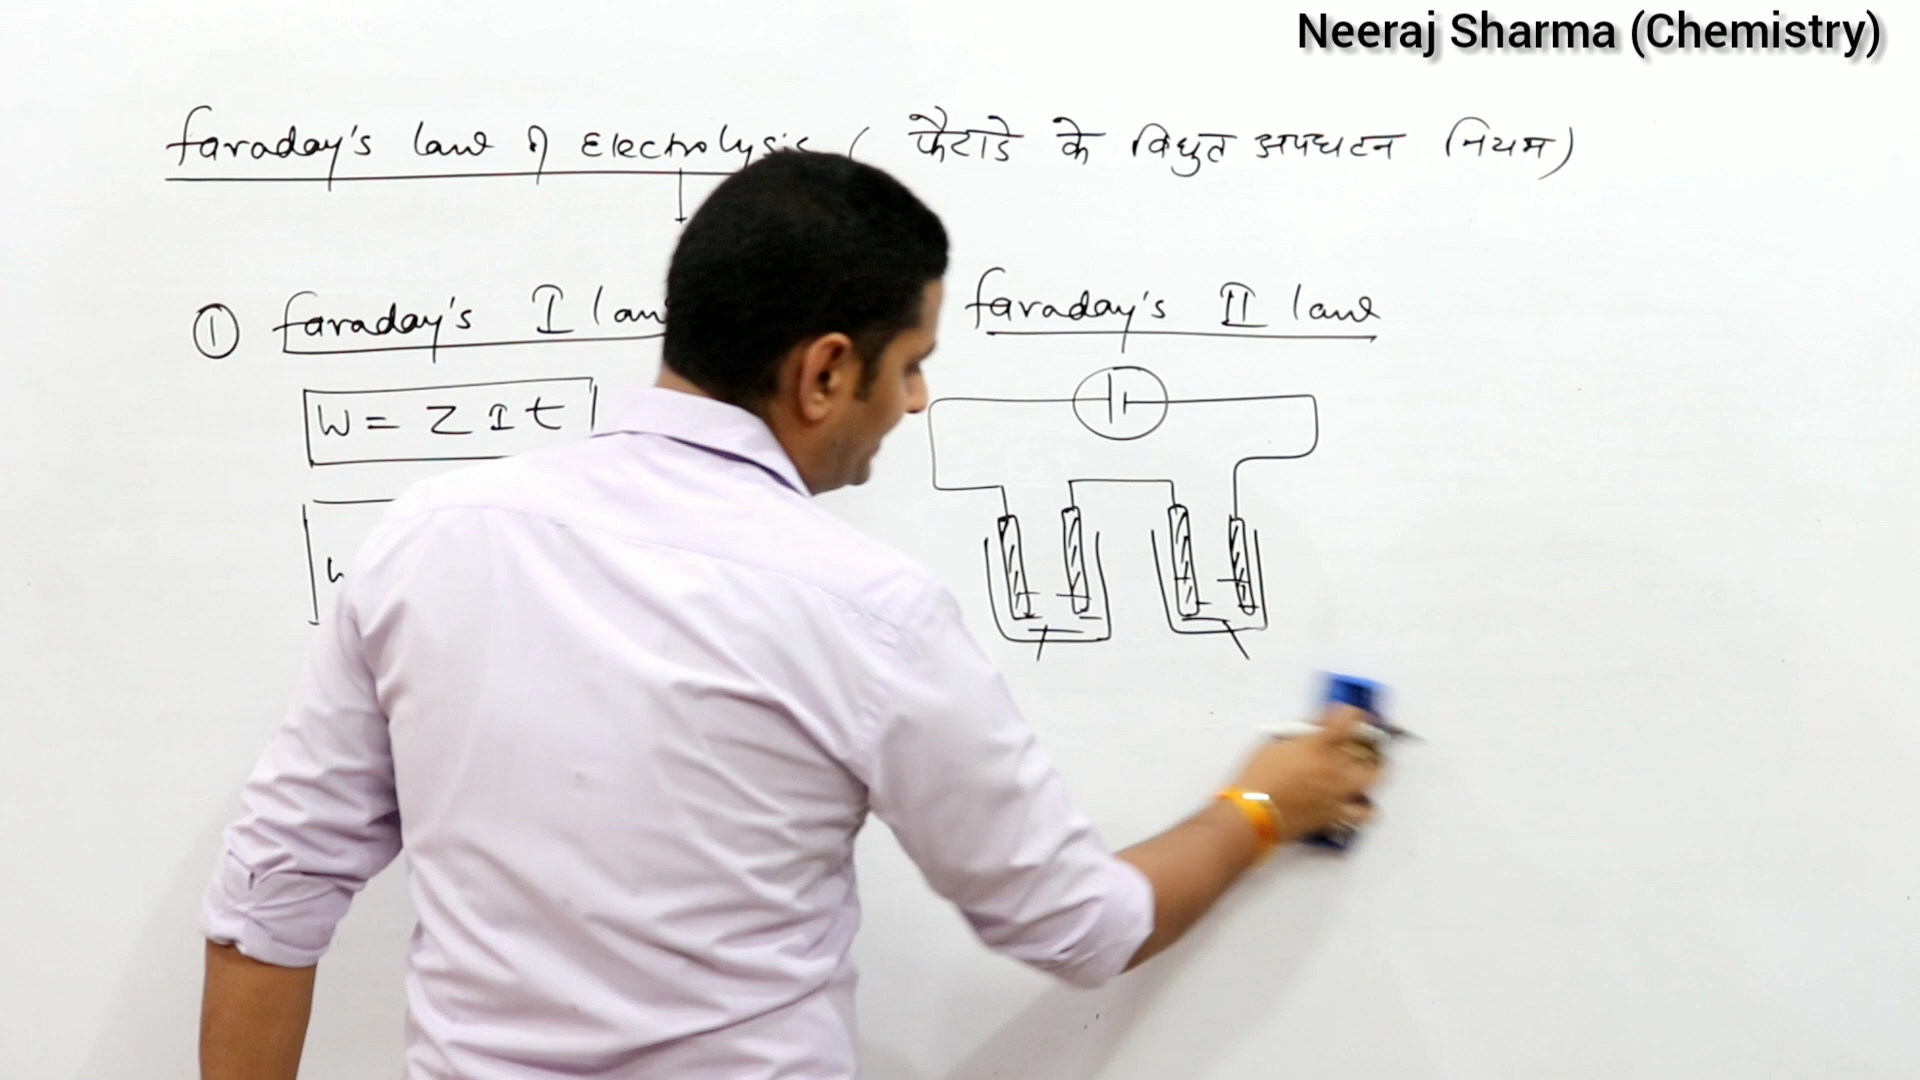 Neeraj Sharma (Chemistry)
faraday's law of Electrolysis ( फैराडे के विधुत अपघटन नियम)
① faraday's I law
faraday's II law
W = Z I t